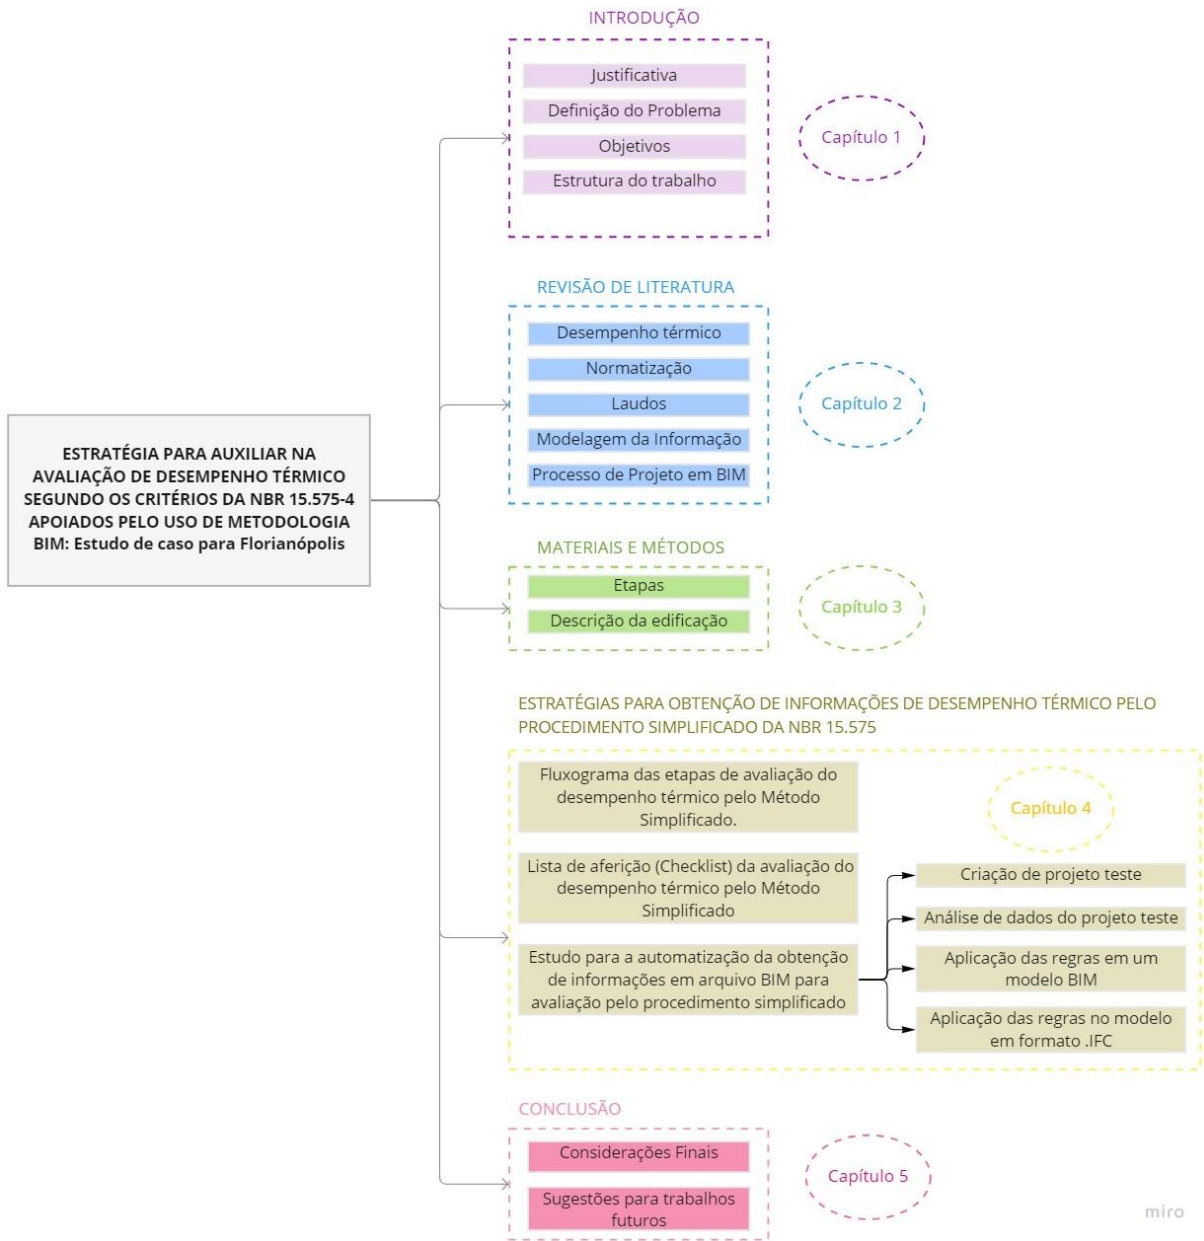 INTRODUÇÃO
Justificativa
Definição do Problema
Objetivos
Estrutura do trabalho
Capítulo 1
REVISÃO DE LITERATURA
Desempenho térmico
Normatização
Laudos
Modelagem da Informação
Processo de Projeto em BIM
Capítulo 2
ESTRATÉGIA PARA AUXILIAR NA
AVALIAÇÃO DE DESEMPENHO TÉRMICO
SEGUNDO OS CRITÉRIOS DA NBR 15.575-4
APOIADOS PELO USO DE METODOLOGIA
BIM: Estudo de caso para Florianópolis
MATERIAIS E MÉTODOS
Etapas
Descrição da edificação
Capítulo 3
ESTRATÉGIAS PARA OBTENÇÃO DE INFORMAÇÕES DE DESEMPENHO TÉRMICO PELO
PROCEDIMENTO SIMPLIFICADO DA NBR 15.575
Fluxograma das etapas de avaliação do
desempenho térmico pelo Método
Simplificado.
Capítulo 4
Lista de aferição (Checklist) da avaliação do
desempenho térmico pelo Método
Simplificado
Estudo para a automatização da obtenção
de informações em arquivo BIM para
avaliação pelo procedimento simplificado
Criação de projeto teste
Análise de dados do projeto teste
Aplicação das regras em um
modelo BIM
Aplicação das regras no modelo
em formato .IFC
CONCLUSÃO
Considerações Finais
Sugestões para trabalhos
futuros
Capítulo 5
miro